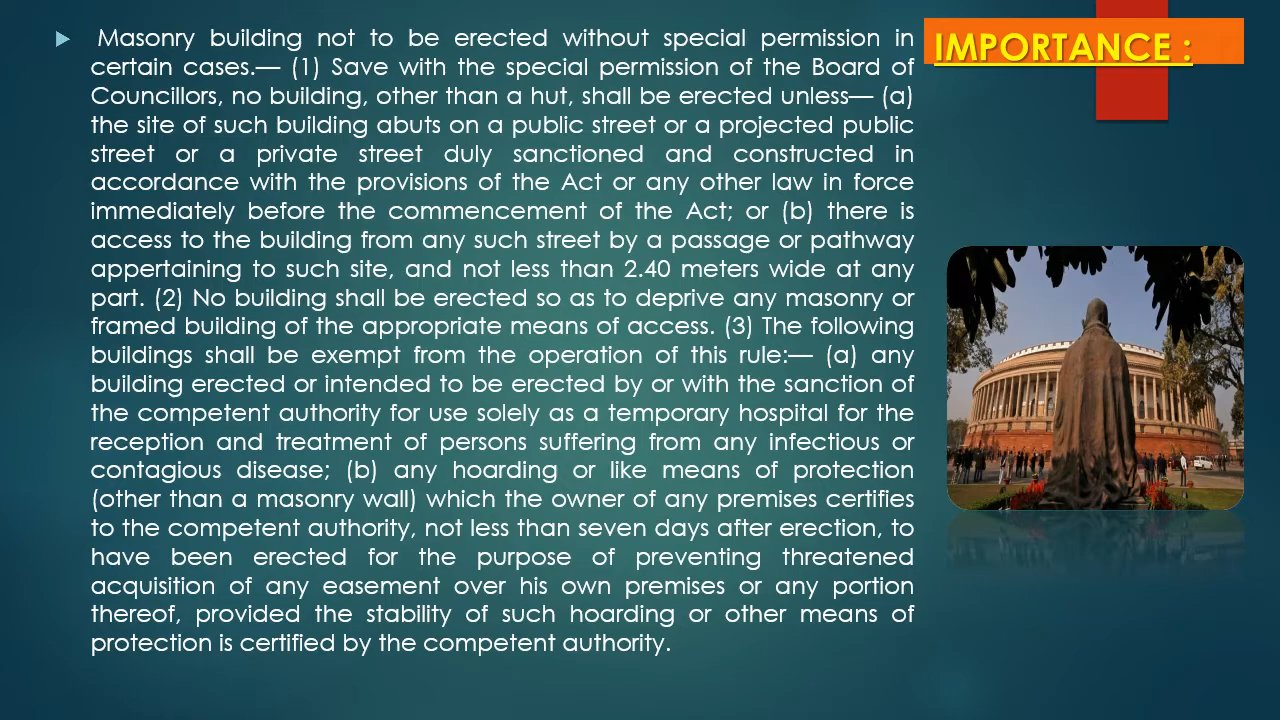 IMPORTANCE :
Masonry building not to be erected without special permission in
certain cases.— (1) Save with the special permission of the Board of
Councillors, no building, other than a hut, shall be erected unless— (a)
the site of such building abuts on a public street or a projected public
street or a private street duly sanctioned and constructed in
accordance with the provisions of the Act or any other law in force
immediately before the commencement of the Act; or (b) there is
access to the building from any such street by a passage or pathway
appertaining to such site, and not less than 2.40 meters wide at any
part. (2) No building shall be erected so as to deprive any masonry or
framed building of the appropriate means of access. (3) The following
buildings shall be exempt from the operation of this rule:— (a) any
building erected or intended to be erected by or with the sanction of
the competent authority for use solely as a temporary hospital for the
reception and treatment of persons suffering from any infectious or
contagious disease; (b) any hoarding or like means of protection
(other than a masonry wall) which the owner of any premises certifies
to the competent authority, not less than seven days after erection, to
have been erected for the purpose of preventing threatened
acquisition of any easement over his own premises or any portion
thereof, provided the stability of such hoarding or other means of
protection is certified by the competent authority.